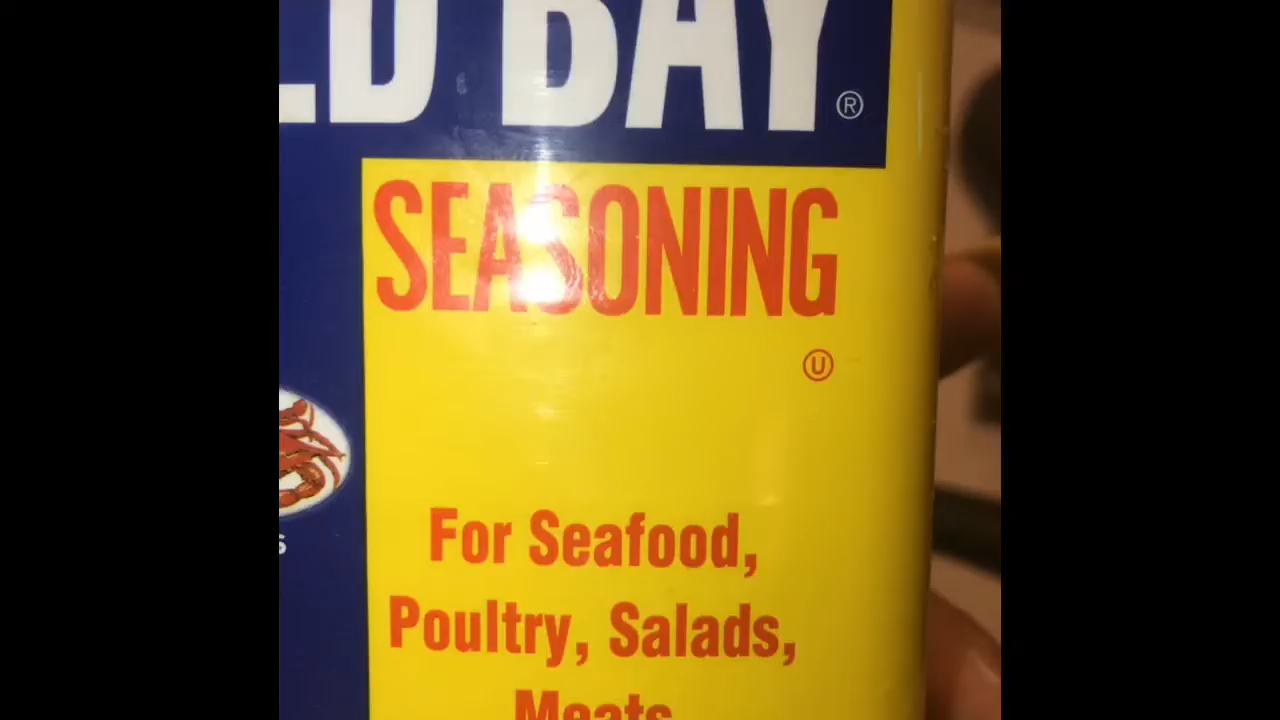 LD BAY®
SEASONING
Ⓤ
For Seafood,
Poultry, Salads,
Meats